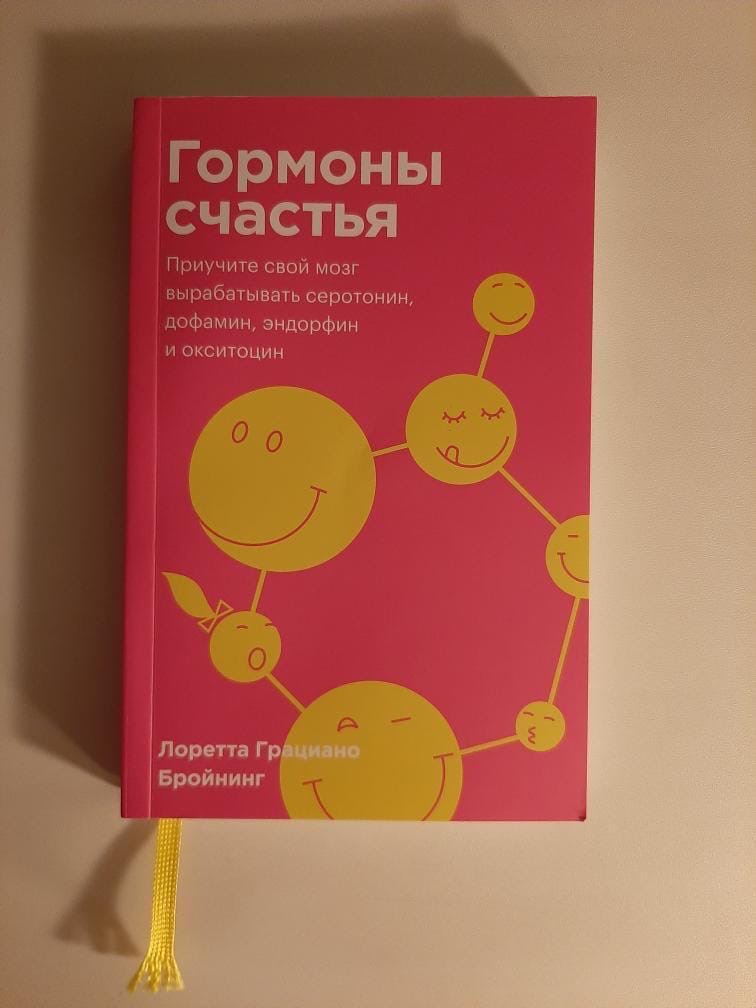 Гормоны
счастья
Приучите свой мозг
вырабатывать серотонин,
дофамин, эндорфин
и окситоцин
Лоретта Грациано
Бройнинг